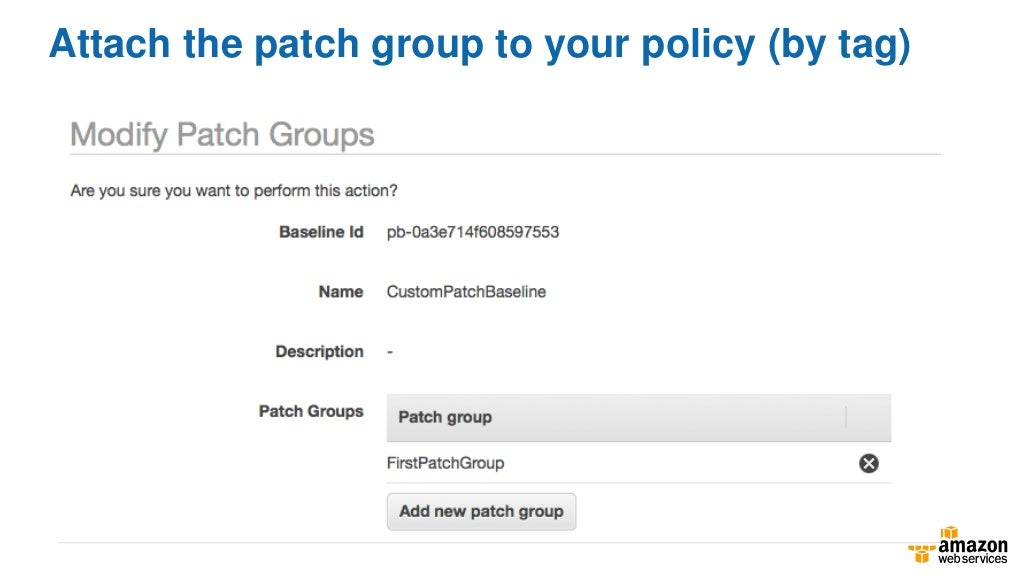 Attach the patch group to your policy (by tag)
Modify Patch Groups
Are you sure you want to perform this action?
Baseline Id pb-0a3e714f608597553
Name CustomPatchBaseline
Description -
Patch Groups Patch group
FirstPatchGroup
Add new patch group
amazon
web services